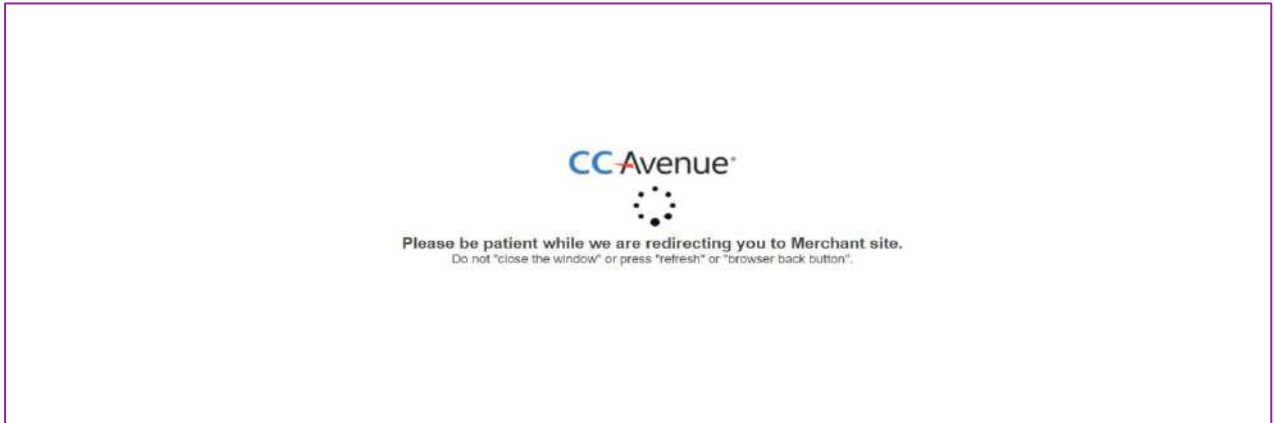 CCAvenue®
Please be patient while we are redirecting you to Merchant site.
Do not "close the window" or press "refresh" or "browser back button".